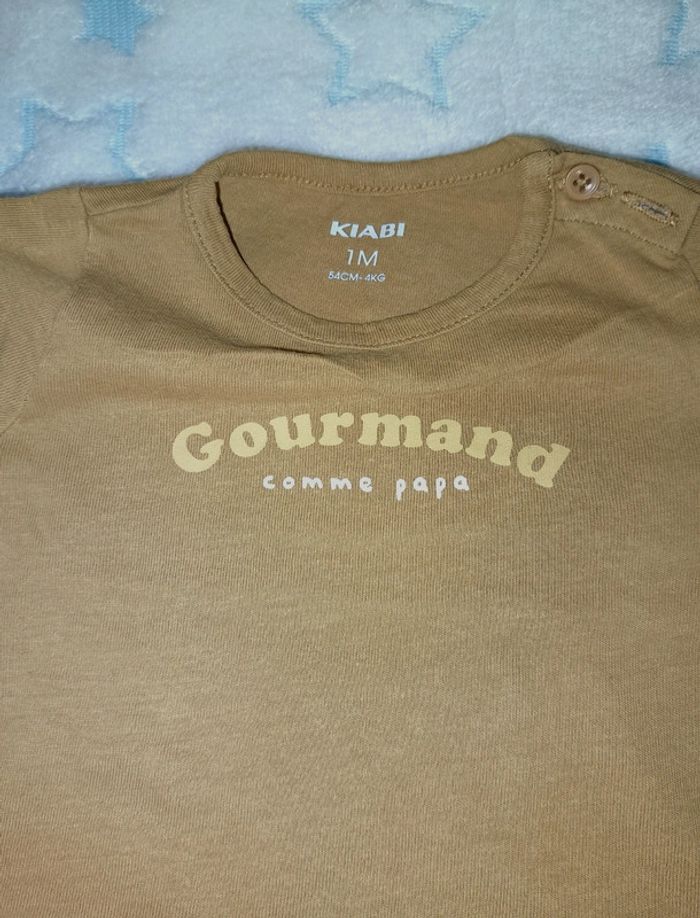 KIABI
1M
54CM-4KG
Gourmand
comme papa